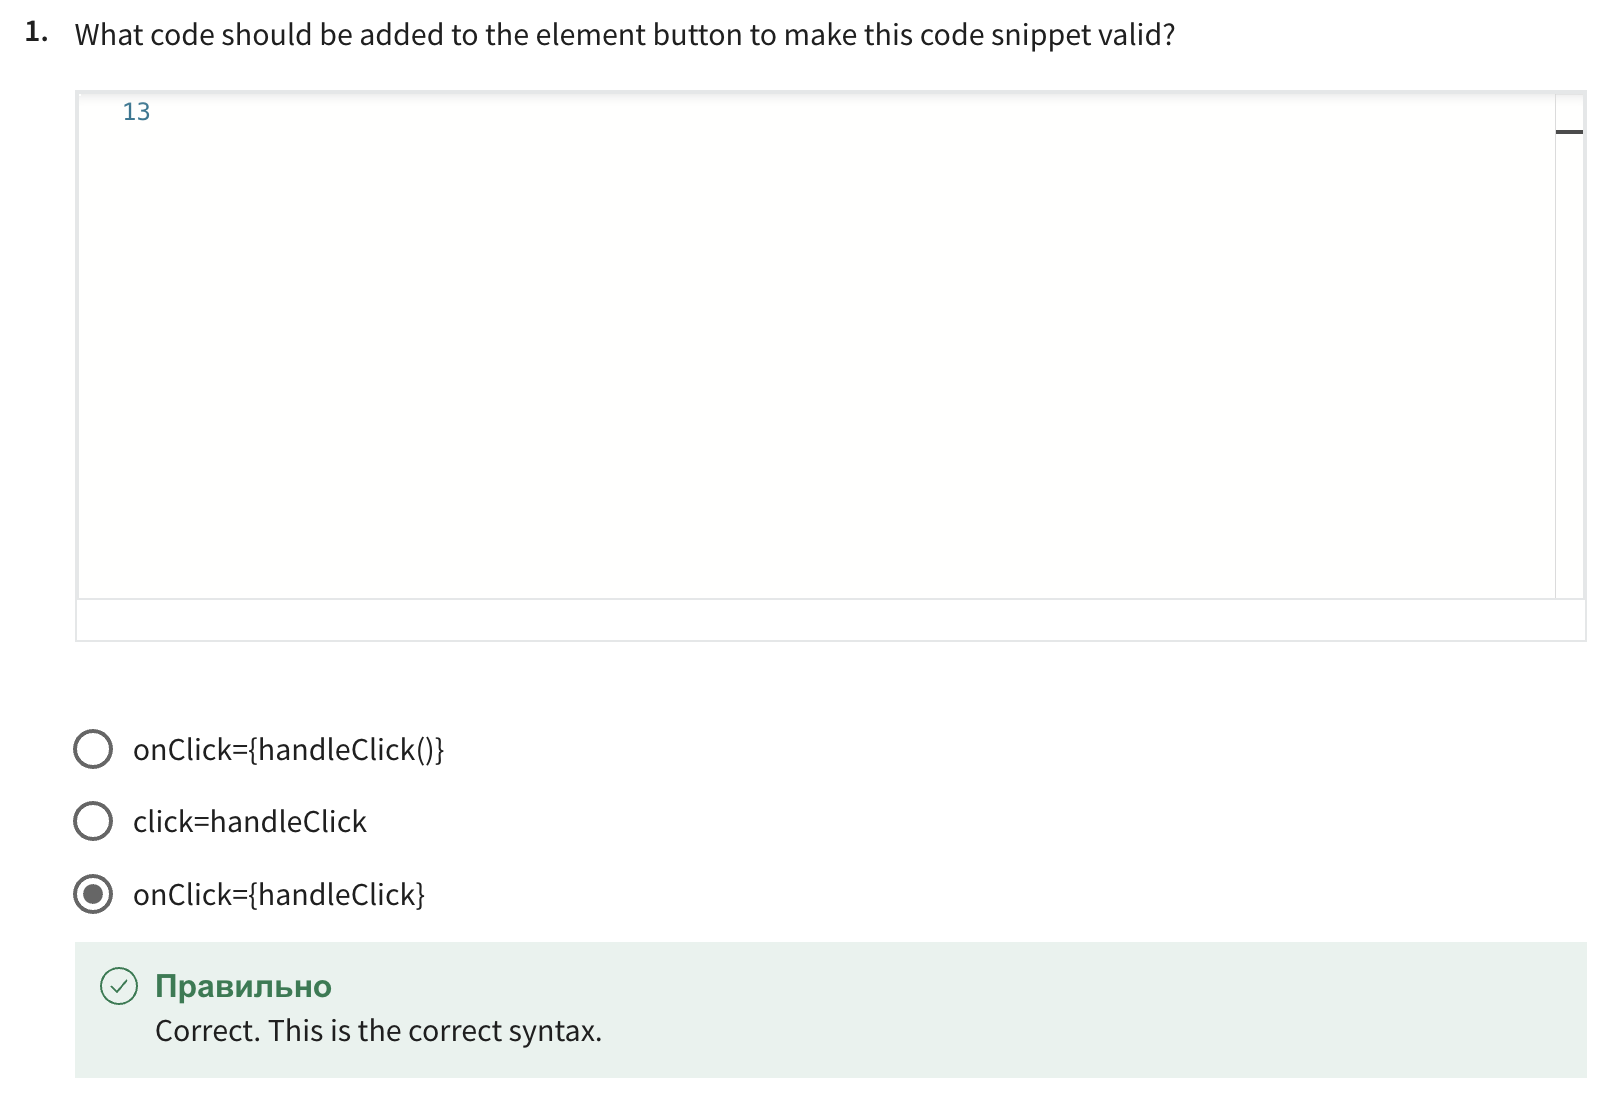 1. What code should be added to the element button to make this code snippet valid?
13
onClick={handleClick()}
click=handleClick
onClick={handleClick}
Правильно
Correct. This is the correct syntax.